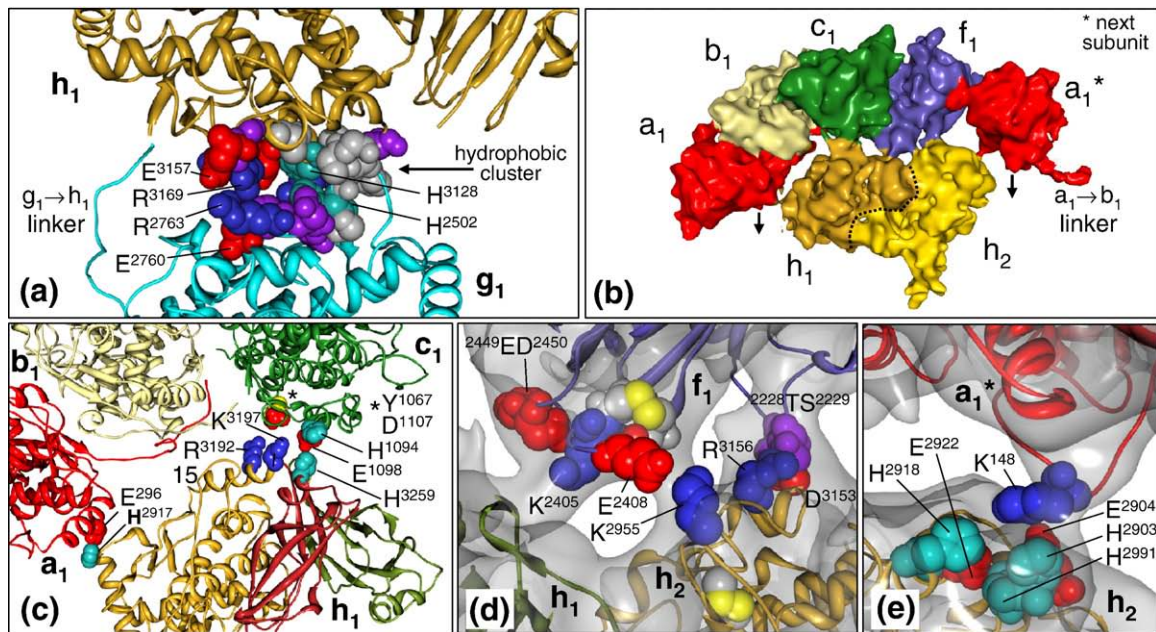 h₁
E³¹⁵⁷
R³¹⁶⁹
g₁→h₁
linker
R²⁷⁶³
E²⁷⁶⁰
hydrophobic
cluster
H³¹²⁸
H²⁵⁰²
g₁
(a)
* next
subunit
b₁
c₁
f₁
a₁
a₁*
a₁→b₁
linker
h₁
h₂
(b)
b₁
c₁
K³¹⁹⁷
*
*Y¹⁰⁶⁷
D¹¹⁰⁷
R³¹⁹²
15
H¹⁰⁹⁴
E¹⁰⁹⁸
H³²⁵⁹
E²⁹⁶
H²⁹¹⁷
a₁
h₁
(c)
²⁴⁴⁹ED²⁴⁵⁰
f₁
²²²⁸TS²²²⁹
R³¹⁵⁶
K²⁴⁰⁵
E²⁴⁰⁸
K²⁹⁵⁵
D³¹⁵³
h₁
h₂
(d)
a₁*
E²⁹²²
H²⁹¹⁸
K¹⁴⁸
E²⁹⁰⁴
H²⁹⁰³
H²⁹⁹¹
h₂
(e)